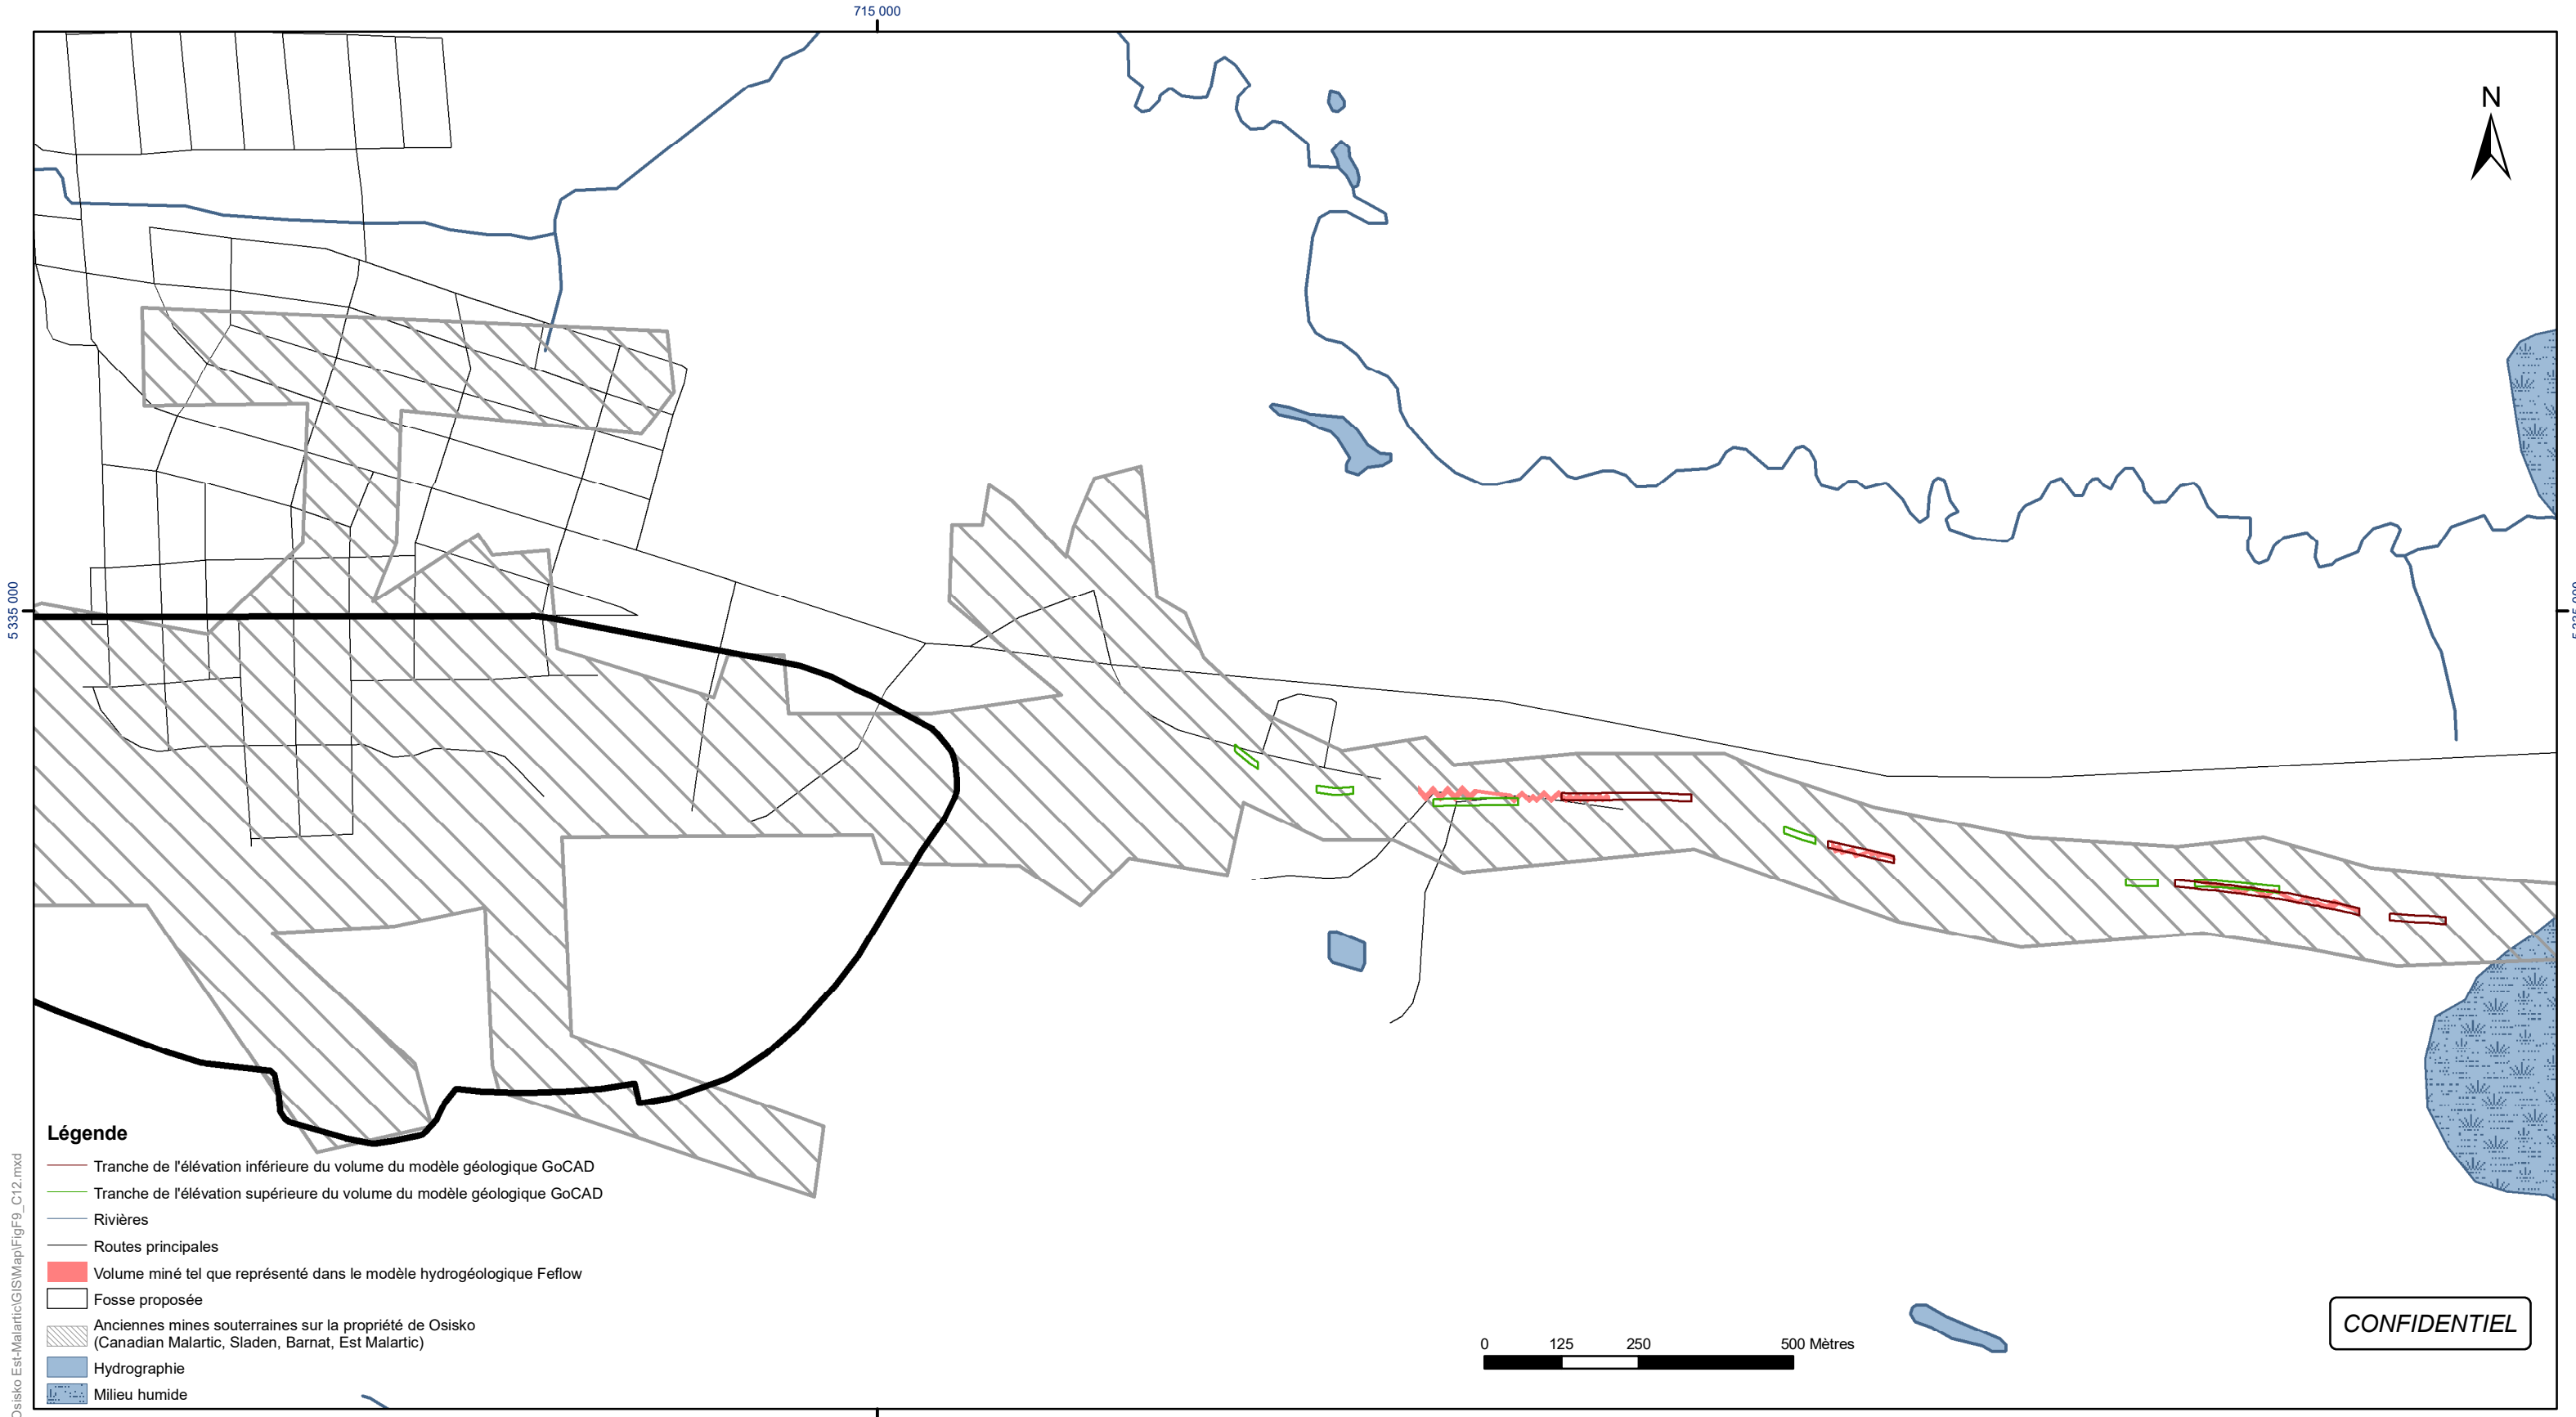 715 000
N
5 335 000
Légende
Tranche de l'élévation inférieure du volume du modèle géologique GoCAD
Tranche de l'élévation supérieure du volume du modèle géologique GoCAD
Rivières
Routes principales
Volume miné tel que représenté dans le modèle hydrogéologique Feflow
Fosse proposée
Anciennes mines souterraines sur la propriété de Osisko
(Canadian Malartic, Sladen, Barnat, Est Malartic)
Hydrographie
Milieu humide
0 125 250 500 Mètres
CONFIDENTIEL
Osisko Est-Malartic\GIS\Map\FigF9_C12.mxd